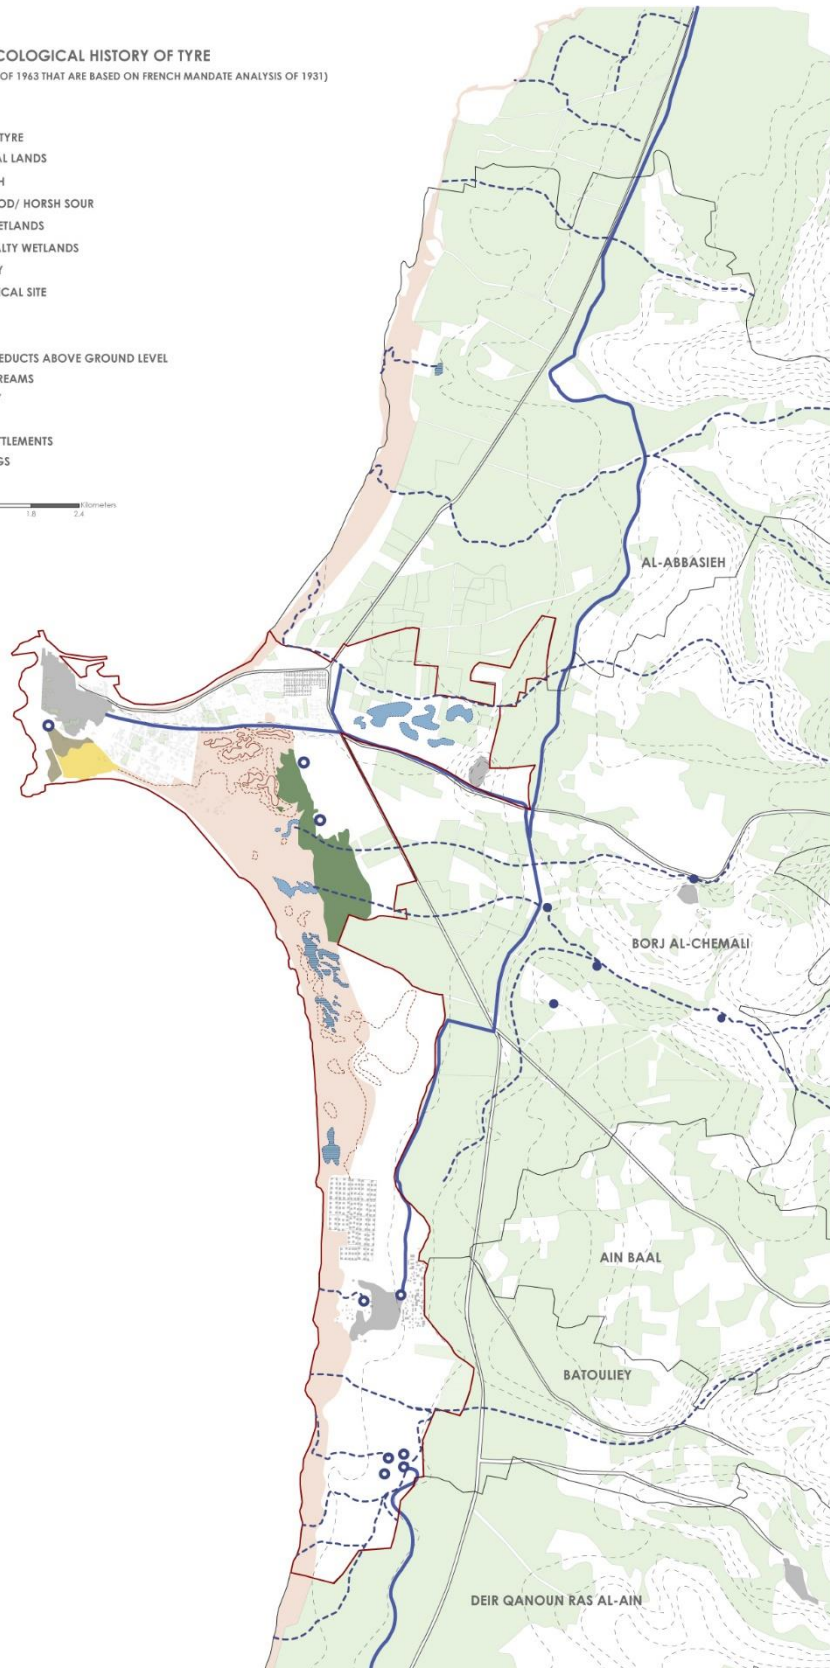 COLOGICAL HISTORY OF TYRE
OF 1963 THAT ARE BASED ON FRENCH MANDATE ANALYSIS OF 1931)
TYRE
AL LANDS
H
OD/ HORSH SOUR
ETLANDS
ALTY WETLANDS
Y
ICAL SITE
EDUCTS ABOVE GROUND LEVEL
REAMS
TTLEMENTS
GS
Kilometers
1.8 2.4
AL-ABBASIEH
BORJ AL-CHEMALI
AIN BAAL
BATOULIEY
DEIR QANOUN RAS AL-AIN